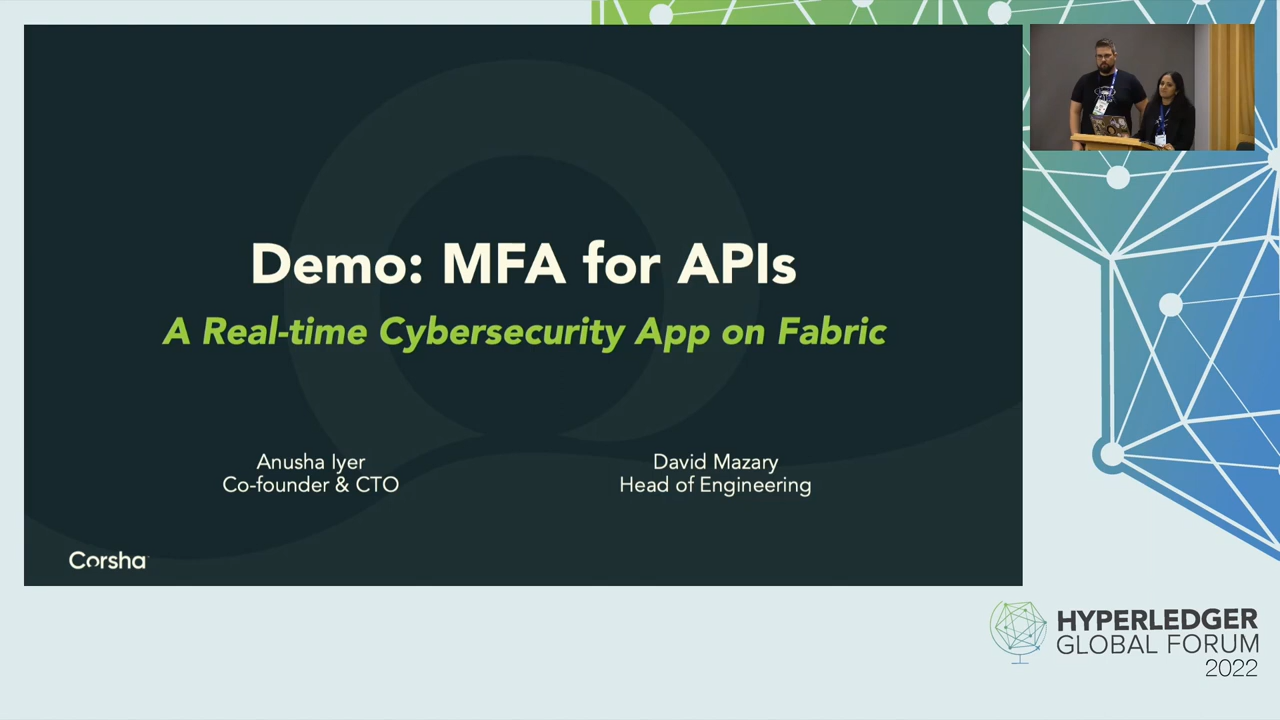 Demo: MFA for APIs
A Real-time Cybersecurity App on Fabric
Anusha Iyer
Co-founder & CTO
David Mazary
Head of Engineering
Corsha
HYPERLEDGER
GLOBAL FORUM
2022